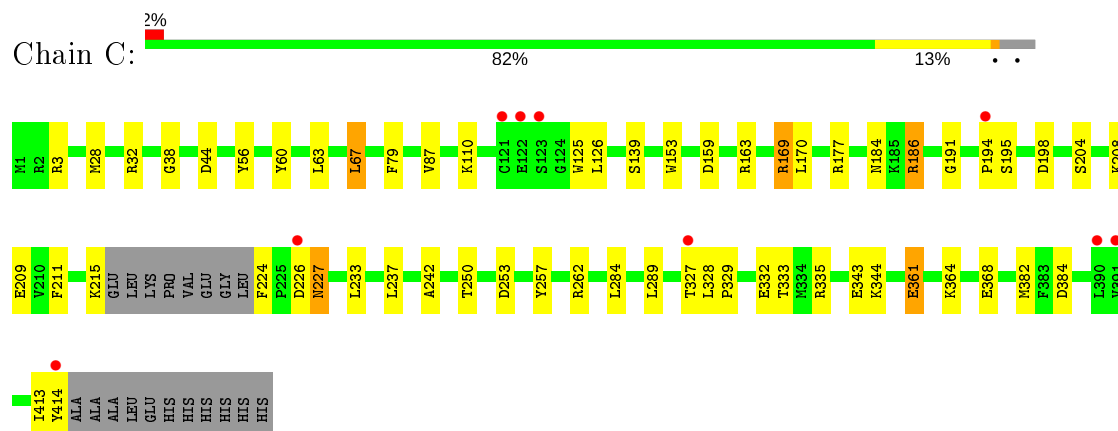 2%
Chain C:
82% 13% • •
M1 R2 R3 M28 R32 G38 D44 Y56 Y60 L63 L67 F79 V87 K110 C121 E122 S123 G124 W125 L126 S139 W153 D159 R163 R169 L170 R177 N184 K185 R186 G191 P194 S195 D198 S204 K208
E209 V210 F211 K215 GLU LEU LYS PRO VAL GLU GLY LEU F224 P225 D226 N227 L233 L237 A242 T250 D253 Y257 R262 L284 L289 T327 L328 P329 E332 T333 M334 R335 E343 K344 E361 K364 E368 M382 F383 D384 L390 V391
I413 Y414 ALA ALA ALA LEU GLU HIS HIS HIS HIS HIS HIS